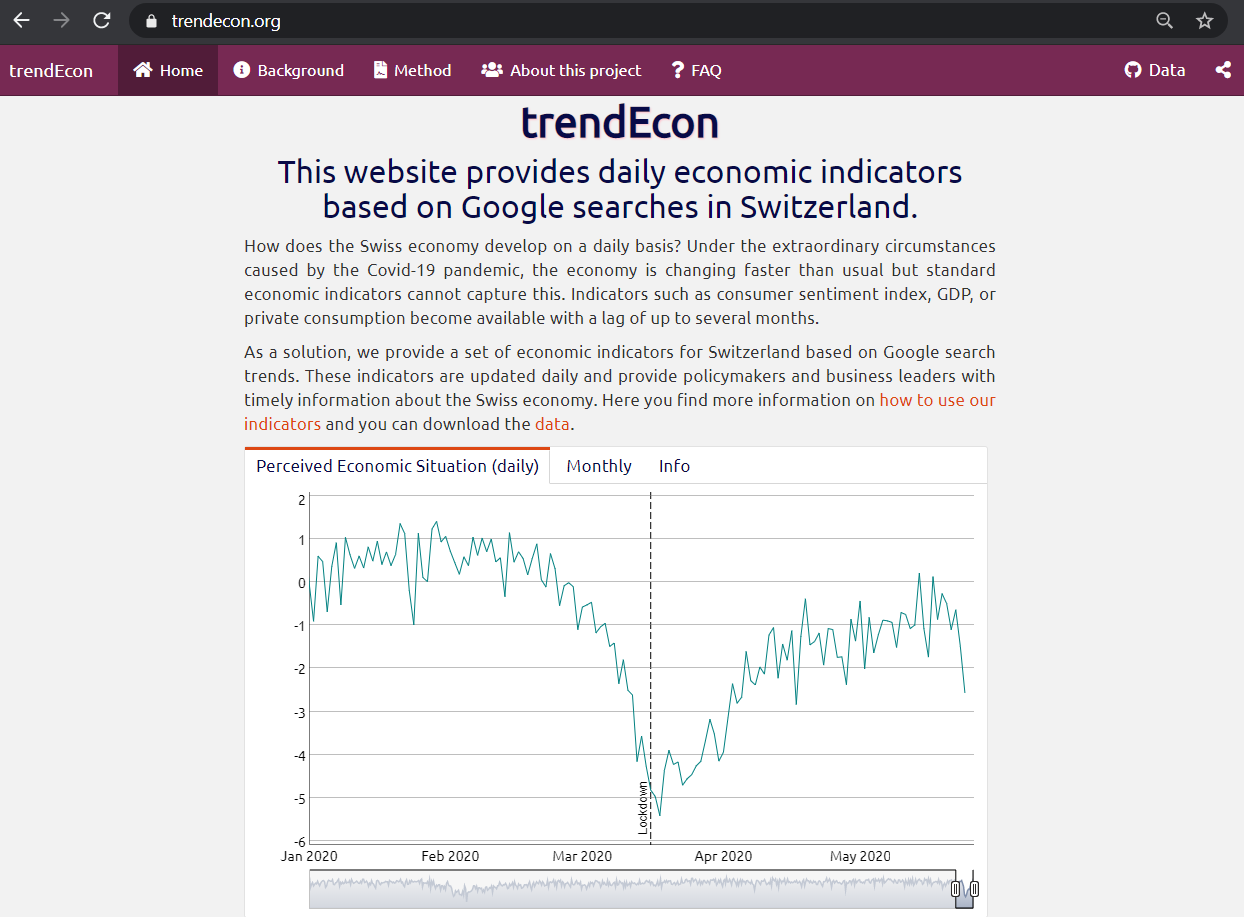 trendecon.org
trendEcon Home Background Method About this project FAQ Data
trendEcon
This website provides daily economic indicators
based on Google searches in Switzerland.
How does the Swiss economy develop on a daily basis? Under the extraordinary circumstances
caused by the Covid-19 pandemic, the economy is changing faster than usual but standard
economic indicators cannot capture this. Indicators such as consumer sentiment index, GDP, or
private consumption become available with a lag of up to several months.
As a solution, we provide a set of economic indicators for Switzerland based on Google search
trends. These indicators are updated daily and provide policymakers and business leaders with
timely information about the Swiss economy. Here you find more information on how to use our
indicators and you can download the data.
Perceived Economic Situation (daily) Monthly Info
2
1
0
-1
-2
-3
-4
-5
-6
Lockdown
Jan 2020 Feb 2020 Mar 2020 Apr 2020 May 2020